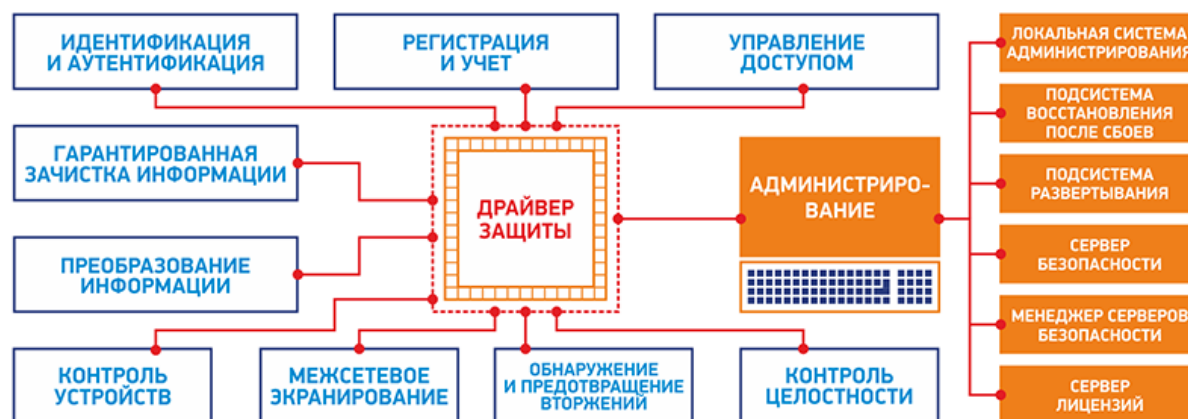 ИДЕНТИФИКАЦИЯ
И АУТЕНТИФИКАЦИЯ
РЕГИСТРАЦИЯ
И УЧЕТ
УПРАВЛЕНИЕ
ДОСТУПОМ
ГАРАНТИРОВАННАЯ
ЗАЧИСТКА ИНФОРМАЦИИ
ПРЕОБРАЗОВАНИЕ
ИНФОРМАЦИИ
ДРАЙВЕР
ЗАЩИТЫ
АДМИНИСТРИРО-
ВАНИЕ
КОНТРОЛЬ
УСТРОЙСТВ
МЕЖСЕТЕВОЕ
ЭКРАНИРОВАНИЕ
ОБНАРУЖЕНИЕ
И ПРЕДОТВРАЩЕНИЕ
ВТОРЖЕНИЙ
КОНТРОЛЬ
ЦЕЛОСТНОСТИ
ЛОКАЛЬНАЯ СИСТЕМА
АДМИНИСТРИРОВАНИЯ
ПОДСИСТЕМА
ВОССТАНОВЛЕНИЯ
ПОСЛЕ СБОЕВ
ПОДСИСТЕМА
РАЗВЕРТЫВАНИЯ
СЕРВЕР
БЕЗОПАСНОСТИ
МЕНЕДЖЕР СЕРВЕРОВ
БЕЗОПАСНОСТИ
СЕРВЕР
ЛИЦЕНЗИЙ